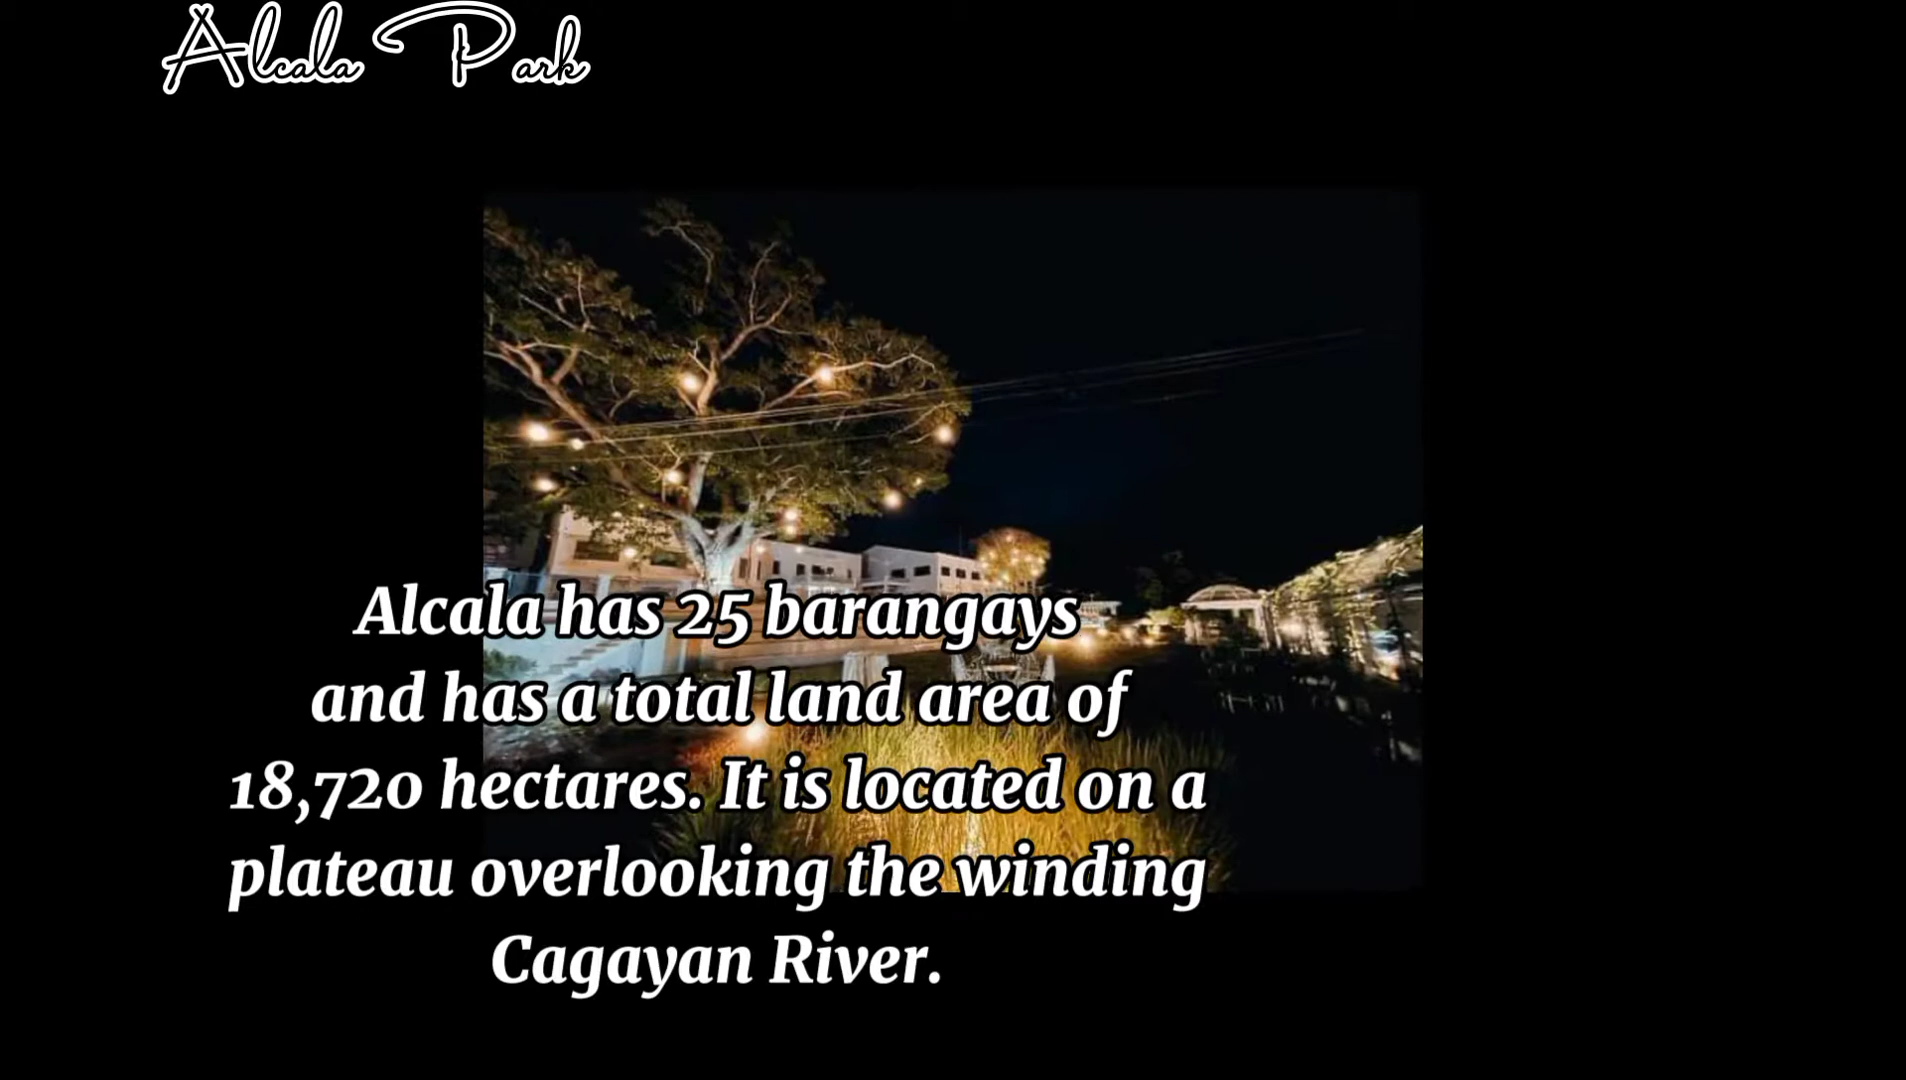 Alcala Park
Alcala has 25 barangays
and has a total land area of
18,720 hectares. It is located on a
plateau overlooking the winding
Cagayan River.